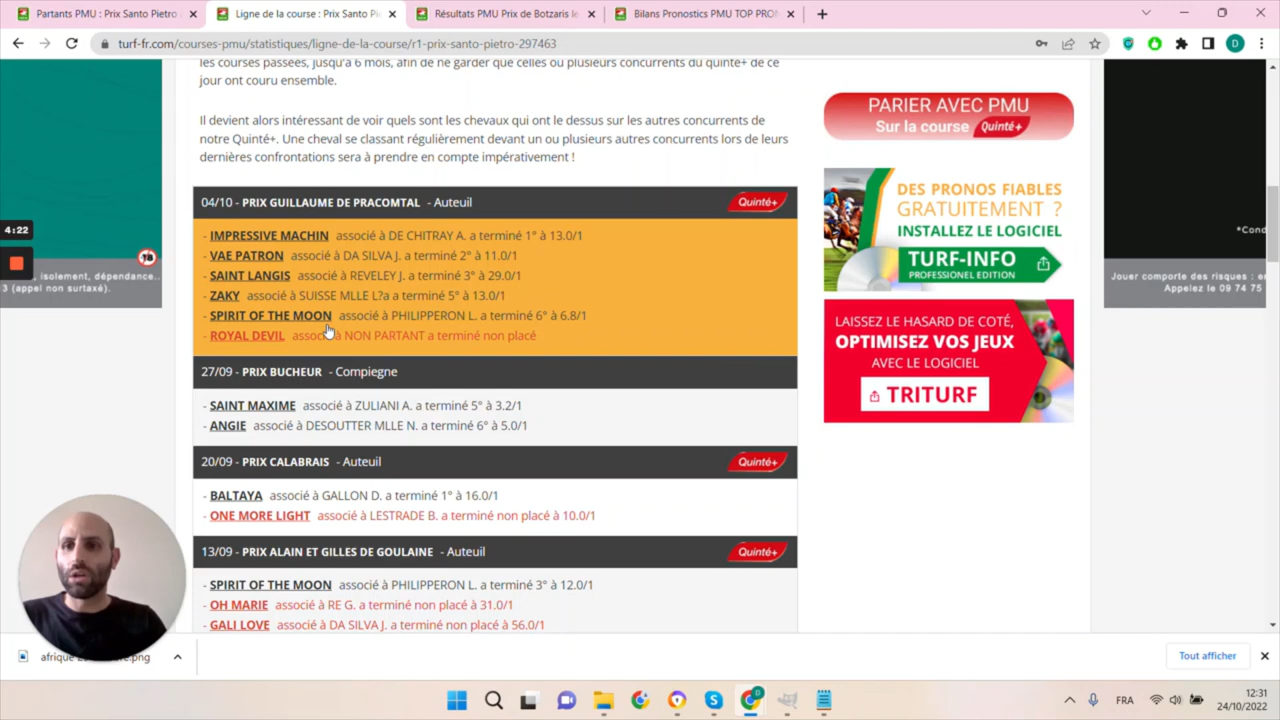 Partants PMU : Prix Santo Pietro
Ligne de la course : Prix Santo Pi
Résultats PMU Prix de Botzaris le
Bilans Pronostics PMU TOP PRON
turf-fr.com/courses-pmu/statistiques/ligne-de-la-course/r1-prix-santo-pietro-297463
D
les courses passées, jusqu'a 6 mois, afin de ne garder que celles ou plusieurs concurrents du quinte+ de ce
jour ont couru ensemble.
Il devient alors intéressant de voir quels sont les chevaux qui ont le dessus sur les autres concurrents de
notre Quinté+. Une cheval se classant régulièrement devant un ou plusieurs autres concurrents lors de leurs
dernières confrontations sera à prendre en compte impérativement !
04/10 - PRIX GUILLAUME DE PRACOMTAL - Auteuil
Quinté+
- IMPRESSIVE MACHIN associé à DE CHITRAY A. a terminé 1° à 13.0/1
- VAE PATRON associé à DA SILVA J. a terminé 2° à 11.0/1
- SAINT LANGIS associé à REVELEY J. a terminé 3° à 29.0/1
- ZAKY associé à SUISSE MLLE L?a a terminé 5° à 13.0/1
- SPIRIT OF THE MOON associé à PHILIPPERON L. a terminé 6° à 6.8/1
- ROYAL DEVIL associé à NON PARTANT a terminé non placé
27/09 - PRIX BUCHEUR - Compiegne
- SAINT MAXIME associé à ZULIANI A. a terminé 5° à 3.2/1
- ANGIE associé à DESOUTTER MLLE N. a terminé 6° à 5.0/1
20/09 - PRIX CALABRAIS - Auteuil
Quinté+
- BALTAYA associé à GALLON D. a terminé 1° à 16.0/1
- ONE MORE LIGHT associé à LESTRADE B. a terminé non placé à 10.0/1
13/09 - PRIX ALAIN ET GILLES DE GOULAINE - Auteuil
Quinté+
- SPIRIT OF THE MOON associé à PHILIPPERON L. a terminé 3° à 12.0/1
- OH MARIE associé à RE G. a terminé non placé à 31.0/1
- GALI LOVE associé à DA SILVA J. a terminé non placé à 56.0/1
PARIER AVEC PMU
Sur la course Quinté+
DES PRONOS FIABLES
GRATUITEMENT ?
INSTALLEZ LE LOGICIEL
TURF-INFO
PROFESSIONEL EDITION
LAISSEZ LE HASARD DE COTÉ,
OPTIMISEZ VOS JEUX
AVEC LE LOGICIEL
TRITURF
4:22
18
, isolement, dépendance..
3 (appel non surtaxé).
*Cond
Jouer comporte des risques : e
Appelez le 09 74 75
Tout afficher
D
FRA
12:31
24/10/2022